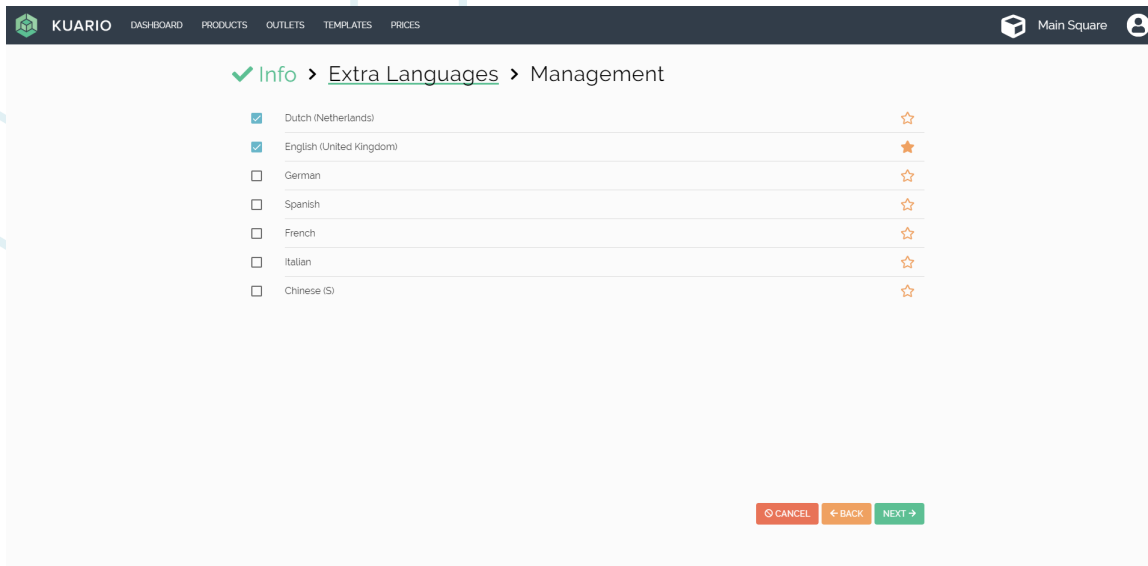 KUARIO DASHBOARD PRODUCTS OUTLETS TEMPLATES PRICES Main Square
Info > Extra Languages > Management
Dutch (Netherlands)
English (United Kingdom)
German
Spanish
French
Italian
Chinese (S)
CANCEL ← BACK NEXT →